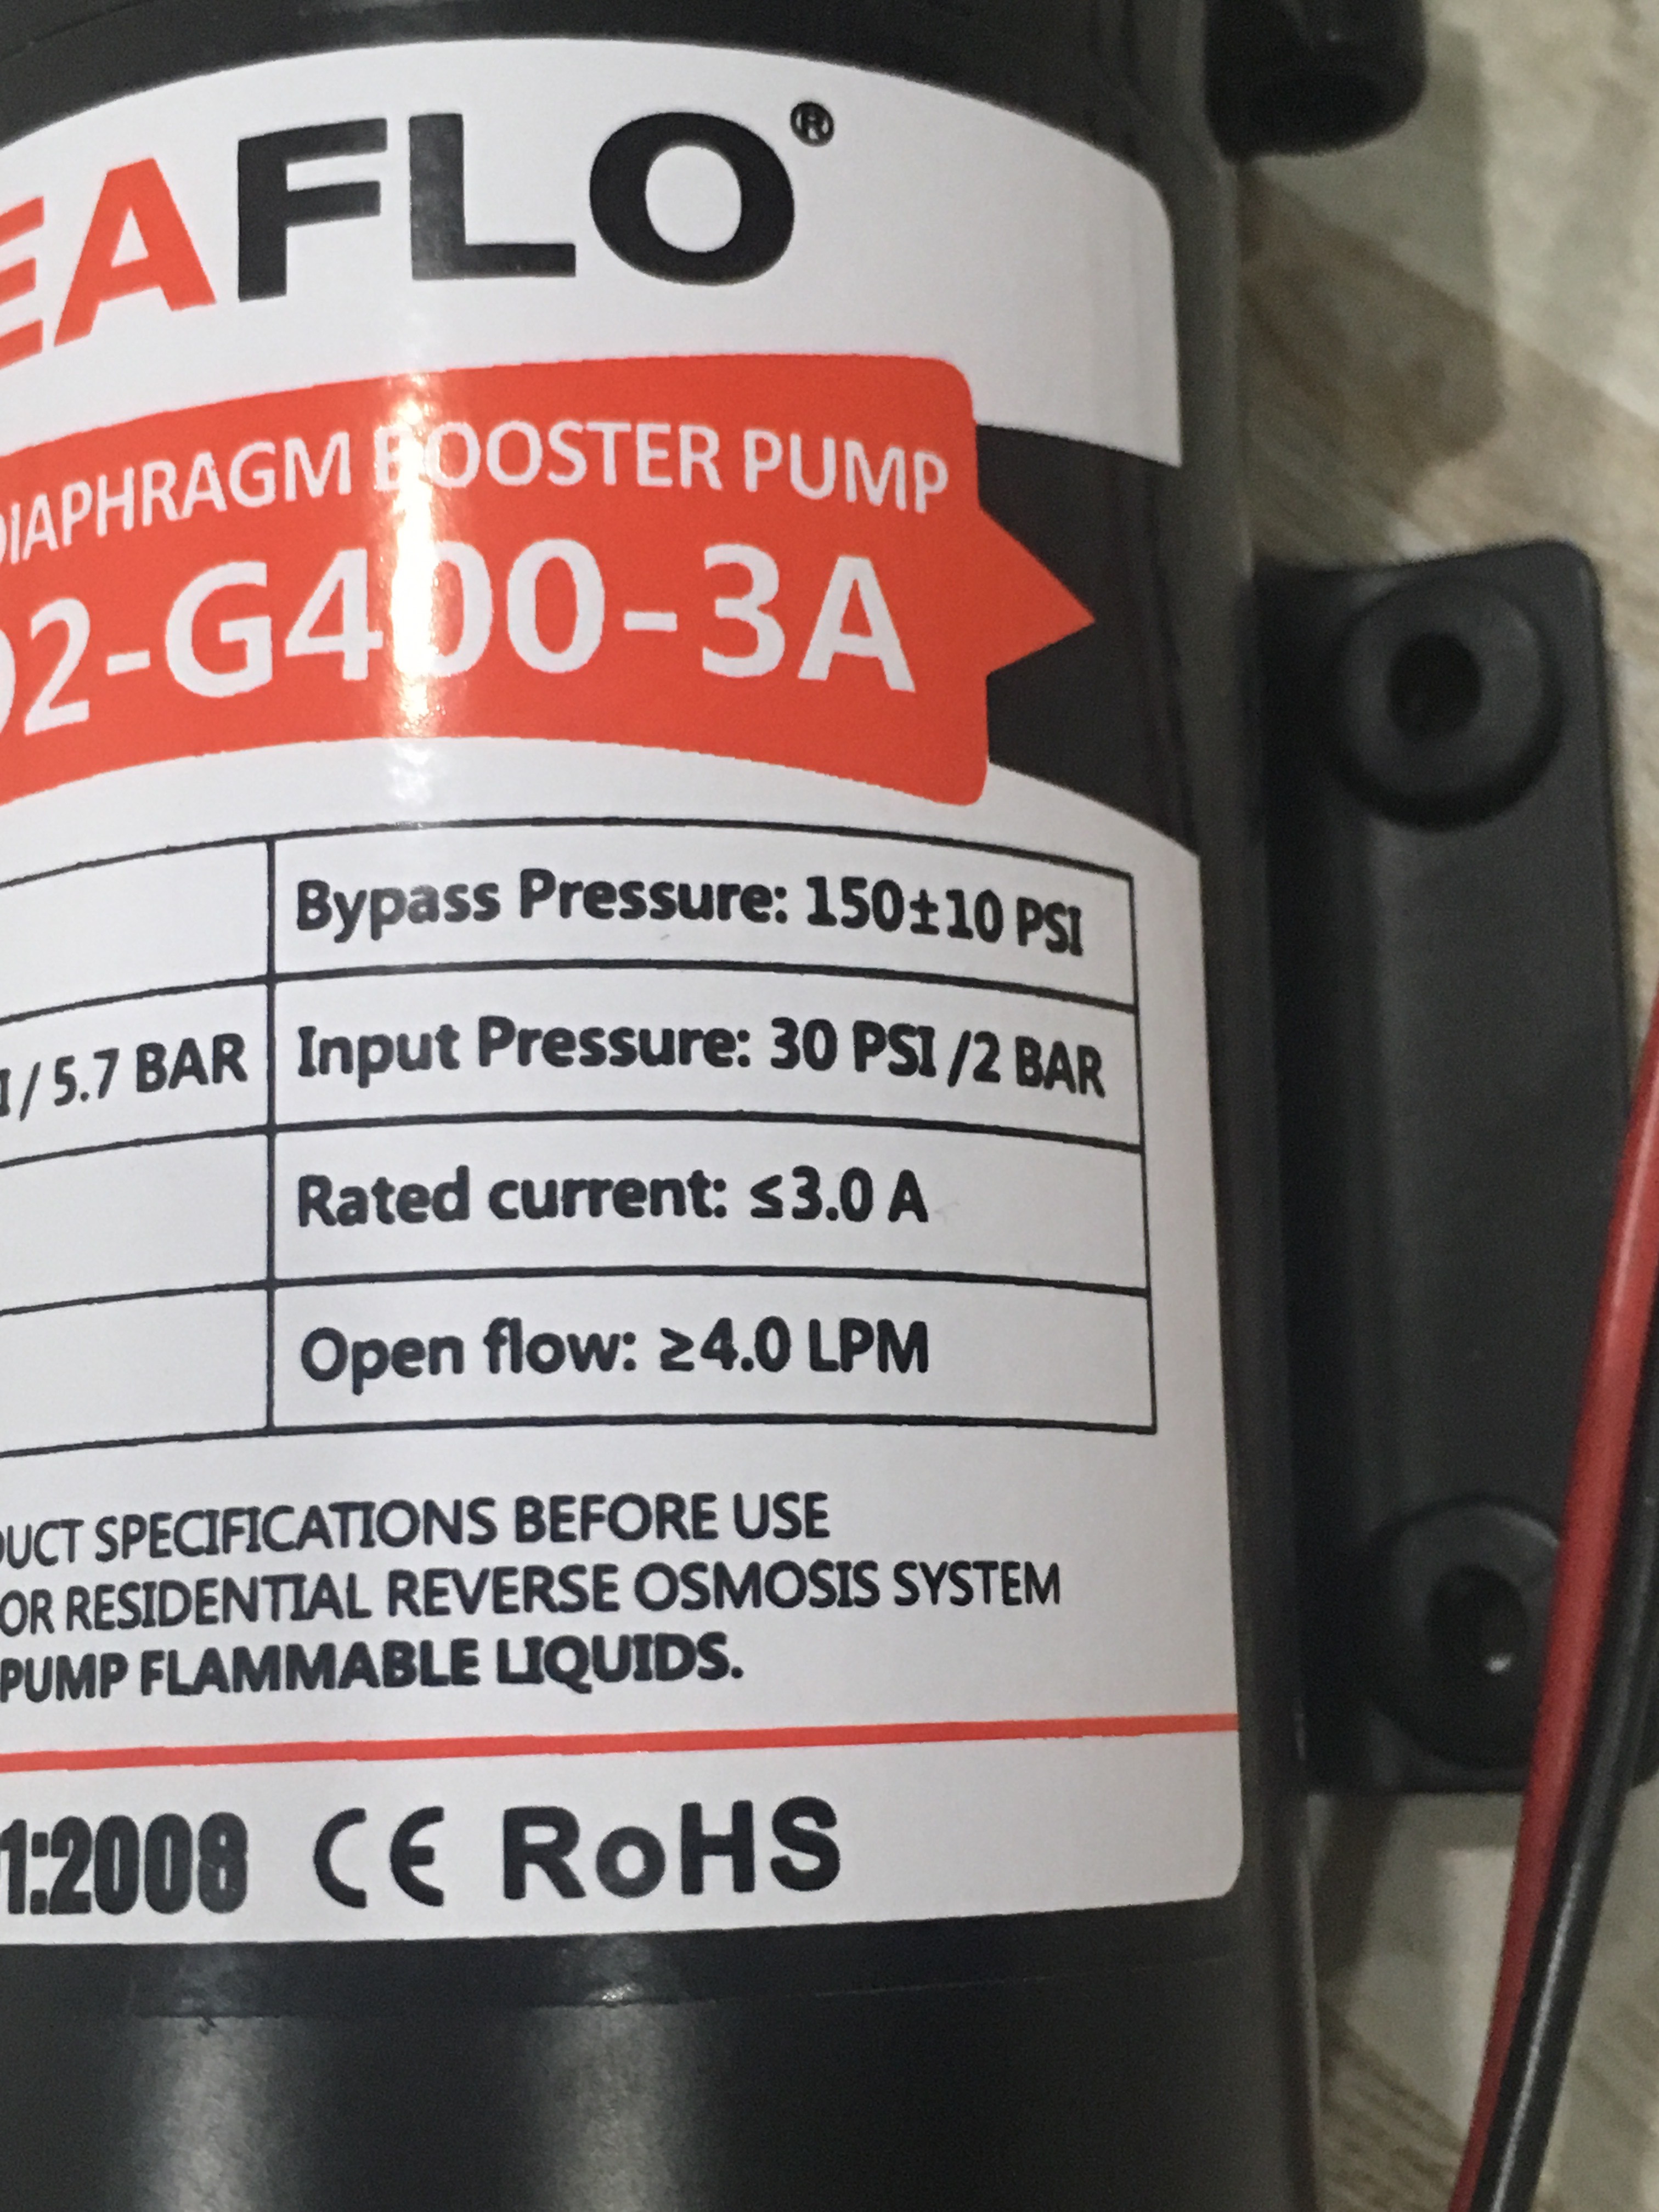 EAFLO®
DIAPHRAGM BOOSTER PUMP
02-G400-3A
Bypass Pressure: 150±10 PSI
I / 5.7 BAR Input Pressure: 30 PSI /2 BAR
Rated current: ≤3.0 A
Open flow: ≥4.0 LPM
UCT SPECIFICATIONS BEFORE USE
OR RESIDENTIAL REVERSE OSMOSIS SYSTEM
PUMP FLAMMABLE LIQUIDS.
1:2008 CE RoHS